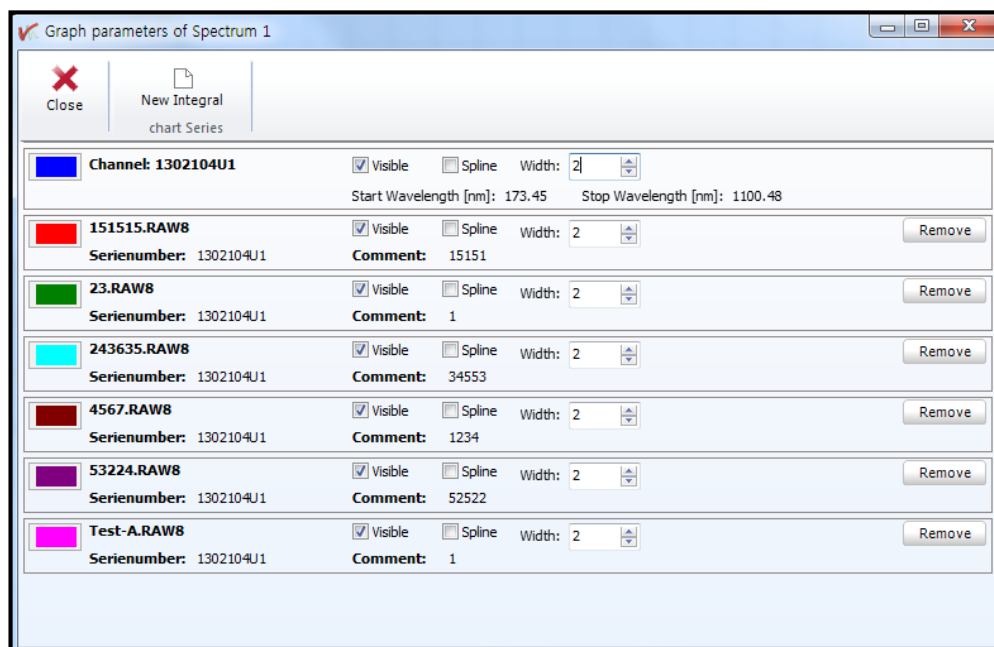 Graph parameters of Spectrum 1
Close
New Integral
chart Series
Channel: 1302104U1 Visible Spline Width: 2
Start Wavelength [nm]: 173.45 Stop Wavelength [nm]: 1100.48
151515.RAW8 Visible Spline Width: 2 Remove
Serienumber: 1302104U1 Comment: 15151
23.RAW8 Visible Spline Width: 2 Remove
Serienumber: 1302104U1 Comment: 1
243635.RAW8 Visible Spline Width: 2 Remove
Serienumber: 1302104U1 Comment: 34553
4567.RAW8 Visible Spline Width: 2 Remove
Serienumber: 1302104U1 Comment: 1234
53224.RAW8 Visible Spline Width: 2 Remove
Serienumber: 1302104U1 Comment: 52522
Test-A.RAW8 Visible Spline Width: 2 Remove
Serienumber: 1302104U1 Comment: 1